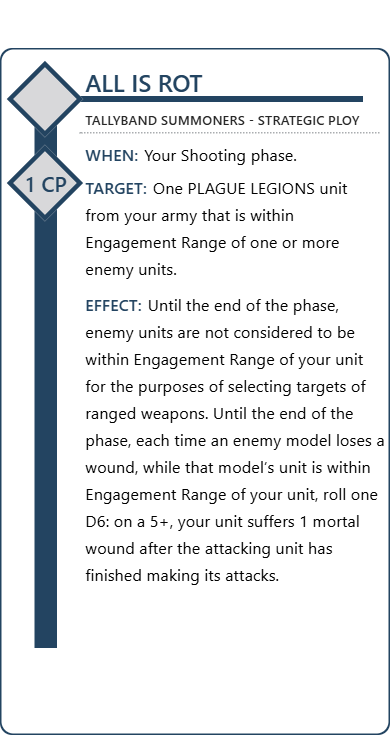 ALL IS ROT
TALLYBAND SUMMONERS - STRATEGIC PLOY
WHEN: Your Shooting phase.
1 CP
TARGET: One PLAGUE LEGIONS unit
from your army that is within
Engagement Range of one or more
enemy units.
EFFECT: Until the end of the phase,
enemy units are not considered to be
within Engagement Range of your unit
for the purposes of selecting targets of
ranged weapons. Until the end of the
phase, each time an enemy model loses a
wound, while that model's unit is within
Engagement Range of your unit, roll one
D6: on a 5+, your unit suffers 1 mortal
wound after the attacking unit has
finished making its attacks.